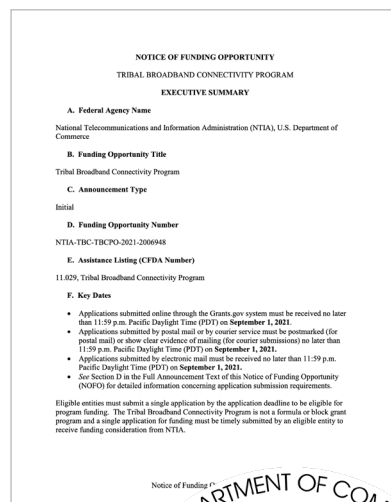 NOTICE OF FUNDING OPPORTUNITY
TRIBAL BROADBAND CONNECTIVITY PROGRAM
EXECUTIVE SUMMARY
A. Federal Agency Name
National Telecommunications and Information Administration (NTIA), U.S. Department of
Commerce
B. Funding Opportunity Title
Tribal Broadband Connectivity Program
C. Announcement Type
Initial
D. Funding Opportunity Number
NTIA-TBC-TBCPO-2021-2006948
E. Assistance Listing (CFDA Number)
11.029, Tribal Broadband Connectivity Program
F. Key Dates
• Applications submitted online through the Grants.gov system must be received no later
than 11:59 p.m. Pacific Daylight Time (PDT) on September 1, 2021.
• Applications submitted by postal mail or by courier service must be postmarked (for
postal mail) or show clear evidence of mailing (for courier submissions) no later than
11:59 p.m. Pacific Daylight Time (PDT) on September 1, 2021.
• Applications submitted by electronic mail must be received no later than 11:59 p.m.
Pacific Daylight Time (PDT) on September 1, 2021.
• See Section D in the Full Announcement Text of this Notice of Funding Opportunity
(NOFO) for detailed information concerning application submission requirements.
Eligible entities must submit a single application by the application deadline to be eligible for
program funding. The Tribal Broadband Connectivity Program is not a formula or block grant
program and a single application for funding must be timely submitted by an eligible entity to
receive funding consideration from NTIA.
Notice of Funding
OF